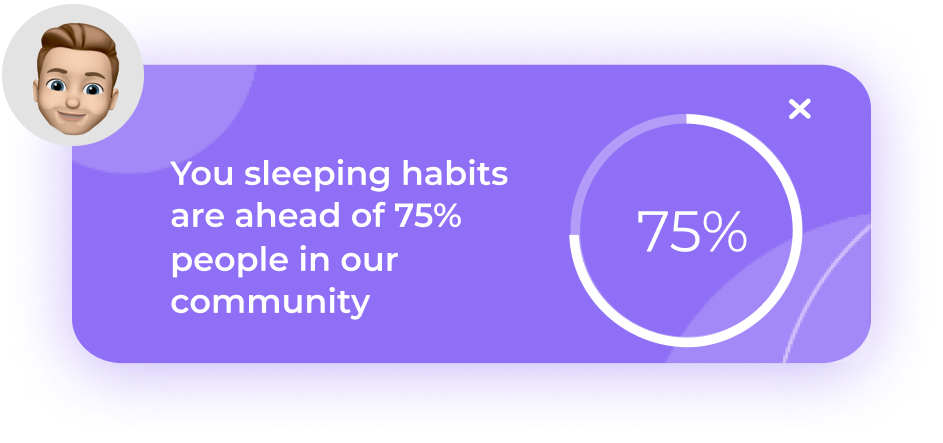 You sleeping habits
are ahead of 75%
people in our
community
75%